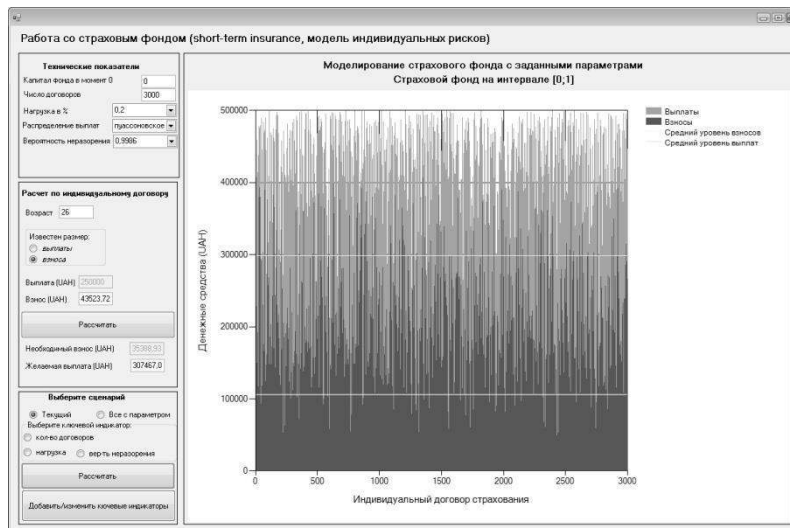 Работа со страховым фондом (short-term insurance, модель индивидуальных рисков)
Технические показатели
Капитал фонда в момент 0 0
Число договоров 3000
Нагрузка в % 0,2
Распределение выплат пуассоновское
Вероятность неразорения 0,9986
Расчет по индивидуальному договору
Возраст 26
Известен размер:
выплаты
взноса
Выплата (UAH) 250000
Взнос (UAH) 43523,72
Рассчитать
Необходимый взнос (UAH) 35388,93
Желаемая выплата (UAH) 307467,0
Выберите сценарий
Текущий Все с параметром
Выберите ключевой индикатор:
кол-во договоров
нагрузка вер-ть неразорения
Рассчитать
Добавить/изменить ключевые индикаторы
Моделирование страхового фонда с заданными параметрами
Страховой фонд на интервале [0;1]
Денежные средства (UAH)
500000
400000
300000
200000
100000
0
0 500 1000 1500 2000 2500 3000
Индивидуальный договор страхования
Выплаты
Взносы
Средний уровень взносов
Средний уровень выплат